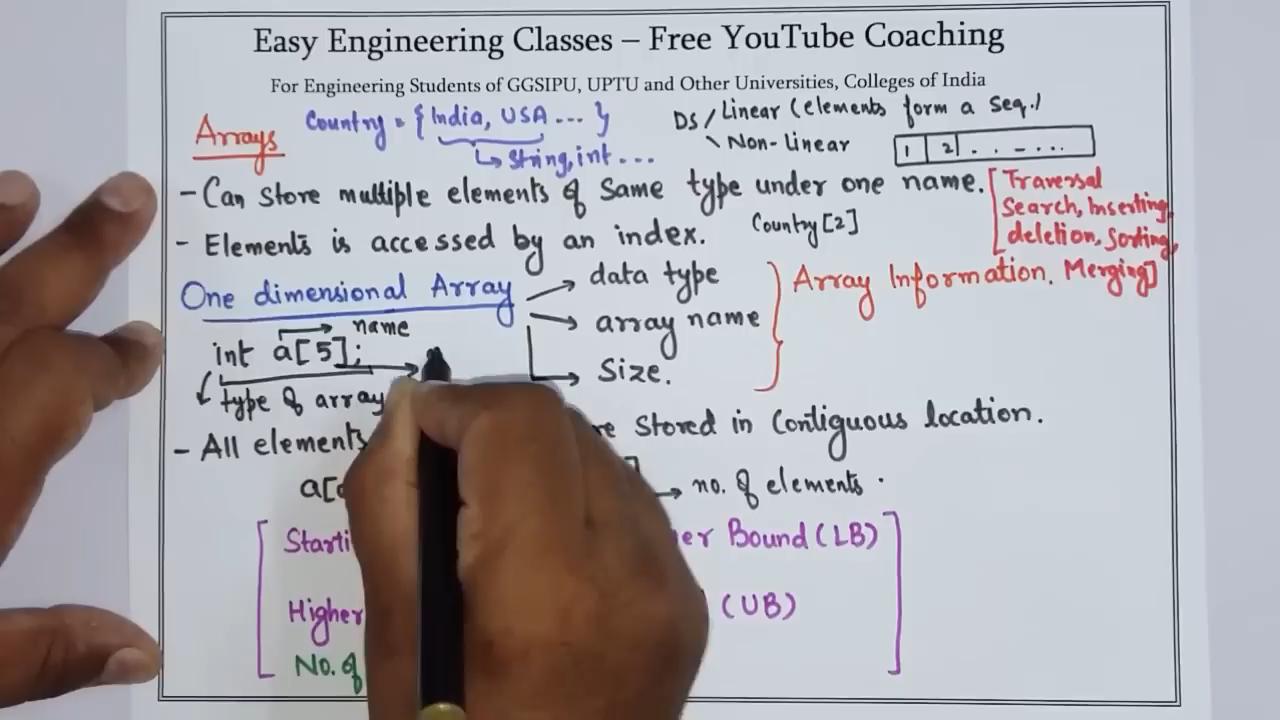 Easy Engineering Classes – Free YouTube Coaching
For Engineering Students of GGSIPU, UPTU and Other Universities, Colleges of India
Arrays
Country = {India, USA ... }
↳ String, int ...
DS / Linear (elements form a seq.)
\ Non-Linear
1 2 . . – ...
- Can store multiple elements of same type under one name.
[Traversal
Search, Inserting,
deletion, Sorting,
Merging]
- Elements is accessed by an index.
Country[2]
One dimensional Array
data type
array name
Size.
Array Information.
name
int a[5];
type of array
- All elements
re stored in contiguous location.
a[
→ no. of elements.
Starti
er Bound (LB)
Higher
(UB)
No. of